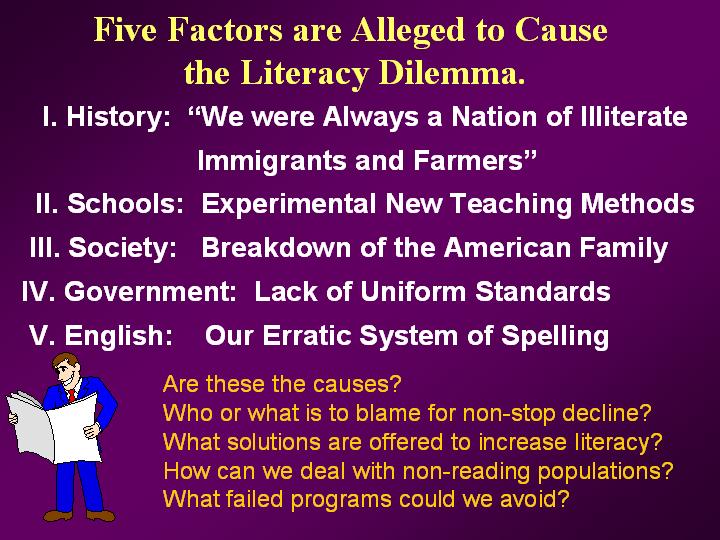 Five Factors are Alleged to Cause
the Literacy Dilemma.
I. History: “We were Always a Nation of Illiterate
Immigrants and Farmers”
II. Schools: Experimental New Teaching Methods
III. Society: Breakdown of the American Family
IV. Government: Lack of Uniform Standards
V. English: Our Erratic System of Spelling
Are these the causes?
Who or what is to blame for non-stop decline?
What solutions are offered to increase literacy?
How can we deal with non-reading populations?
What failed programs could we avoid?